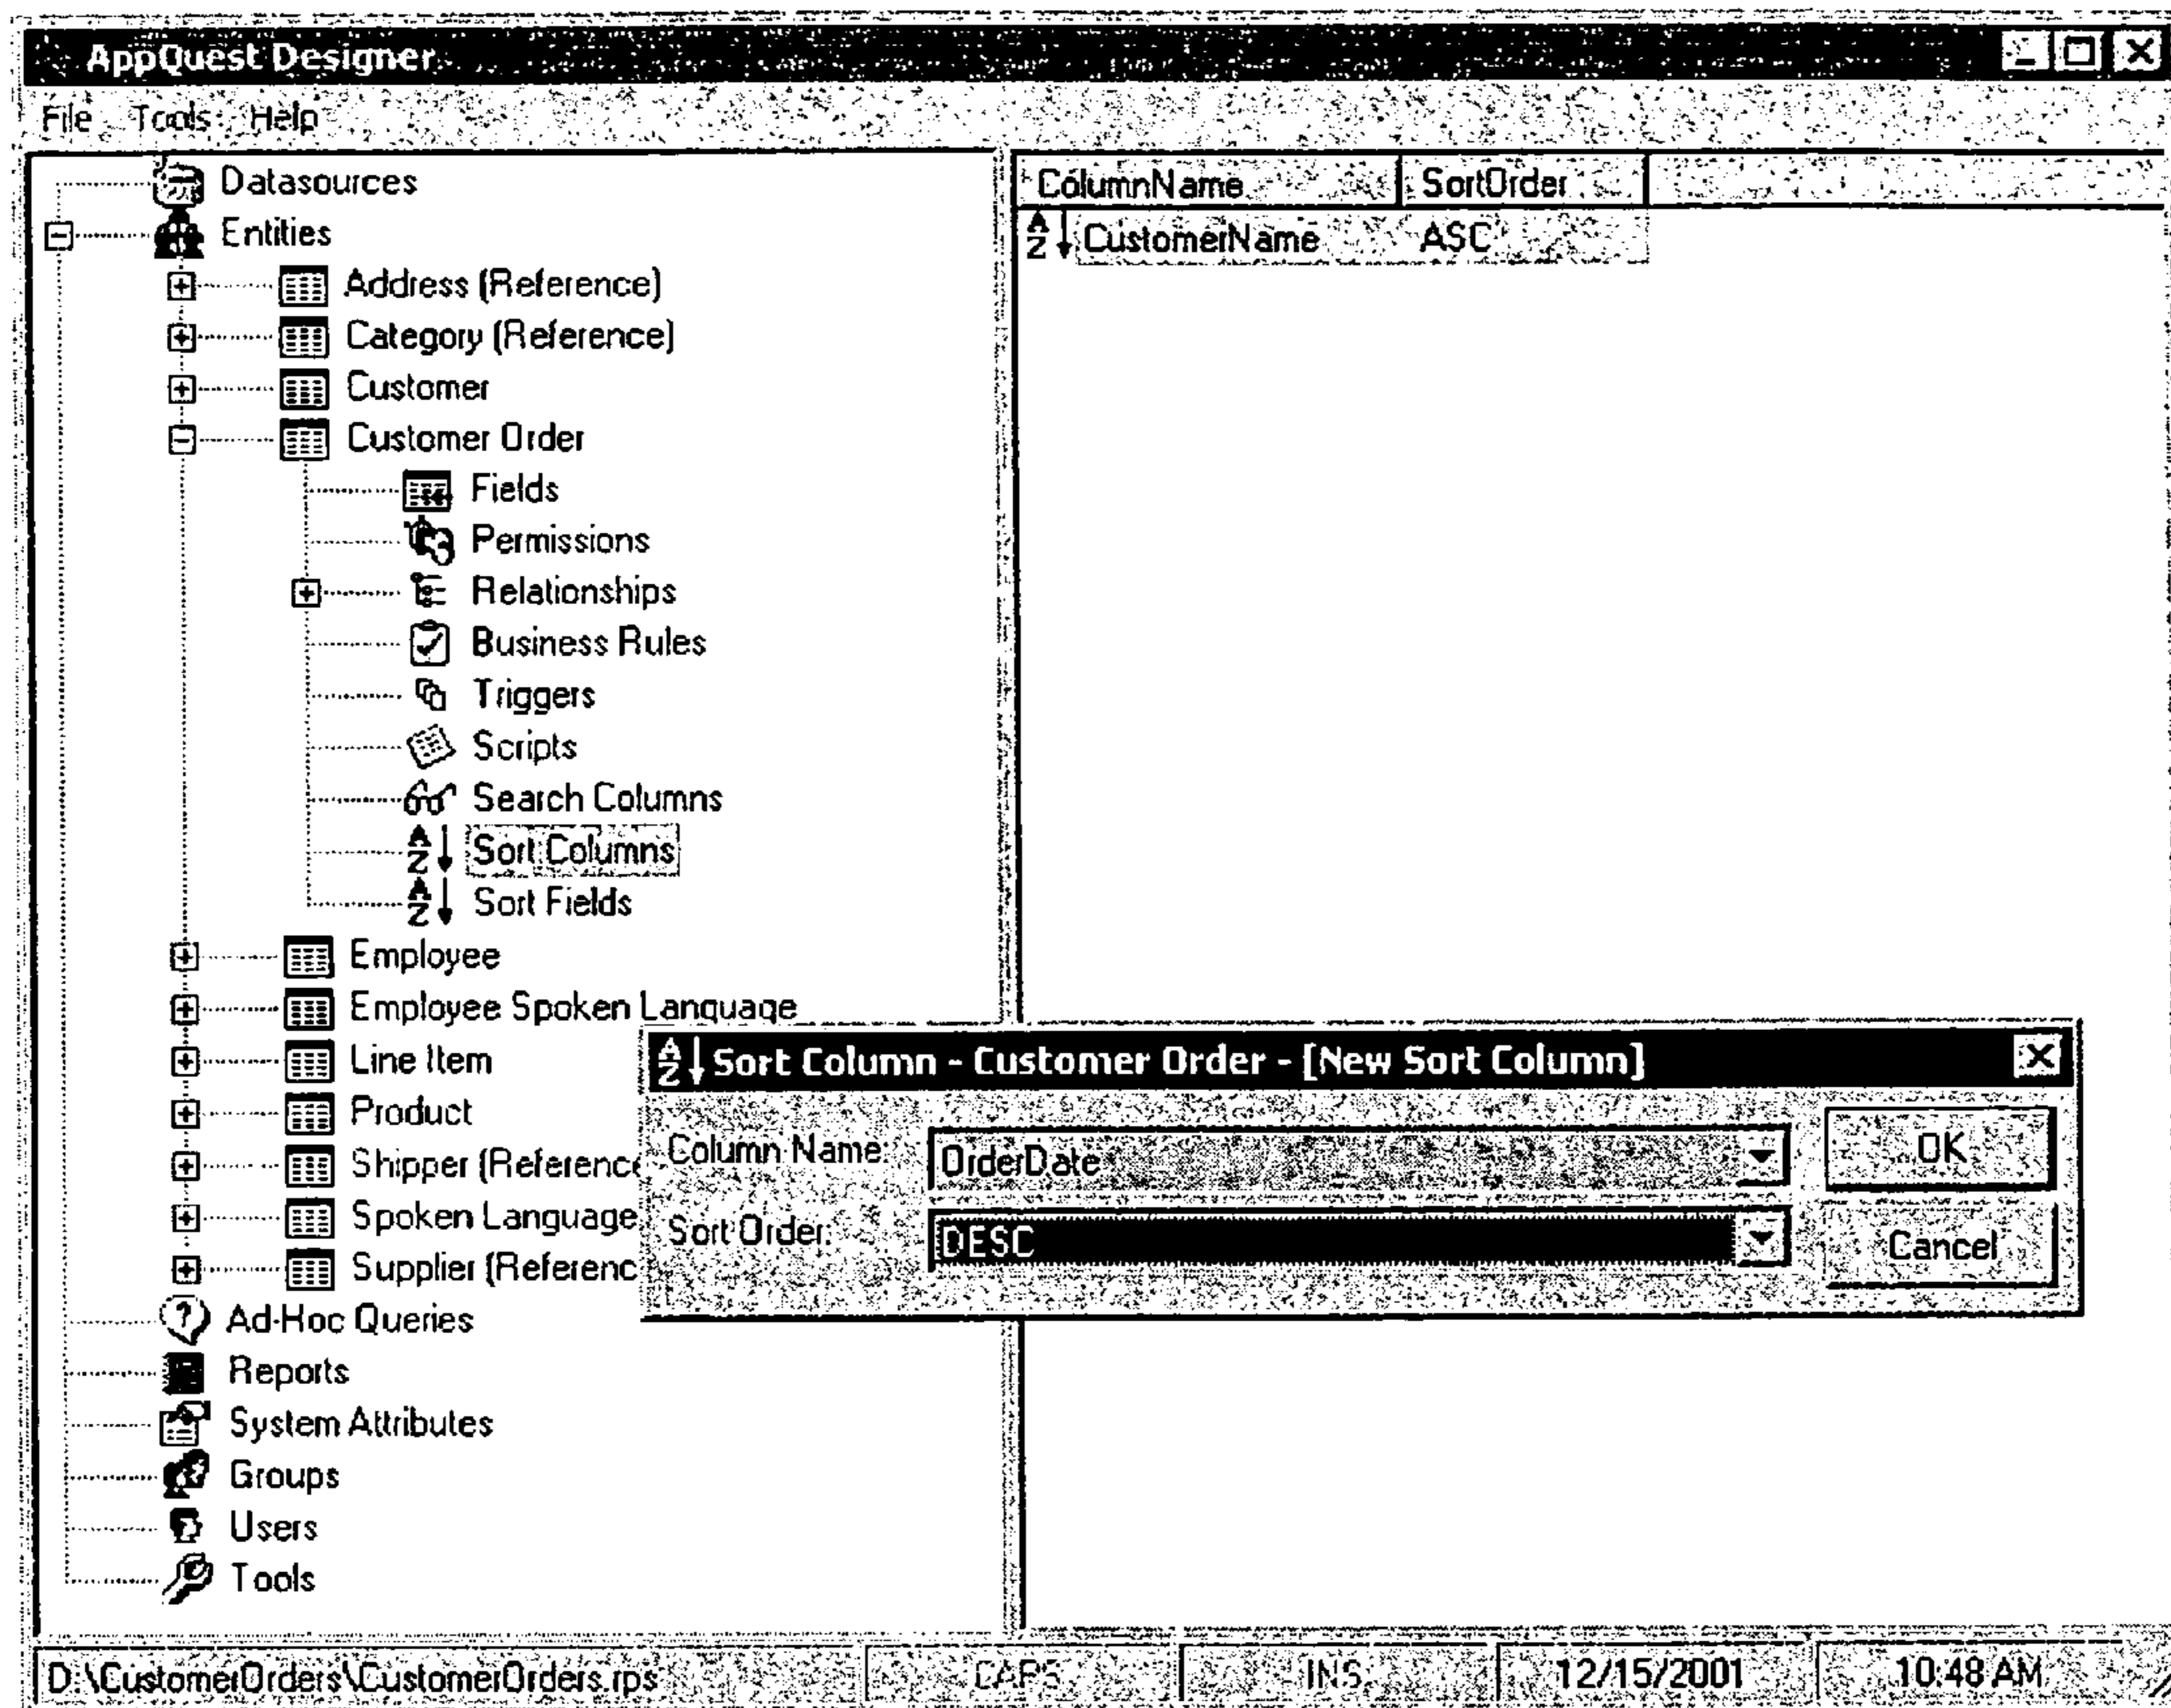 AppQuest Designer
File Tools Help
Datasources
Entities
Address (Reference)
Category (Reference)
Customer
Customer Order
Fields
Permissions
Relationships
Business Rules
Triggers
Scripts
Search Columns
Sort Columns
Sort Fields
Employee
Employee Spoken Language
Line Item
Product
Shipper (Reference
Spoken Language
Supplier (Referenc
Ad-Hoc Queries
Reports
System Attributes
Groups
Users
Tools
ColumnName SortOrder
CustomerName ASC
Sort Column - Customer Order - [New Sort Column]
Column Name: OrderDate OK
Sort Order: DESC Cancel
D:\CustomerOrders\CustomerOrders.rps CAPS INS 12/15/2001 10:48 AM